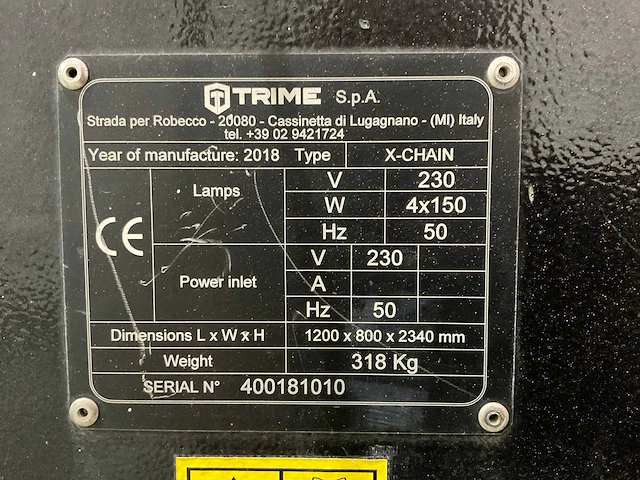 TRIME S.p.A.
Strada per Robecco - 20080 - Cassinetta di Lugagnano - (MI) Italy
tel. +39 02 9421724
Year of manufacture: 2018 Type X-CHAIN
CE
Lamps
V 230
W 4x150
Hz 50
Power inlet
V 230
A
Hz 50
Dimensions L x W x H 1200 x 800 x 2340 mm
Weight 318 Kg
SERIAL N° 400181010